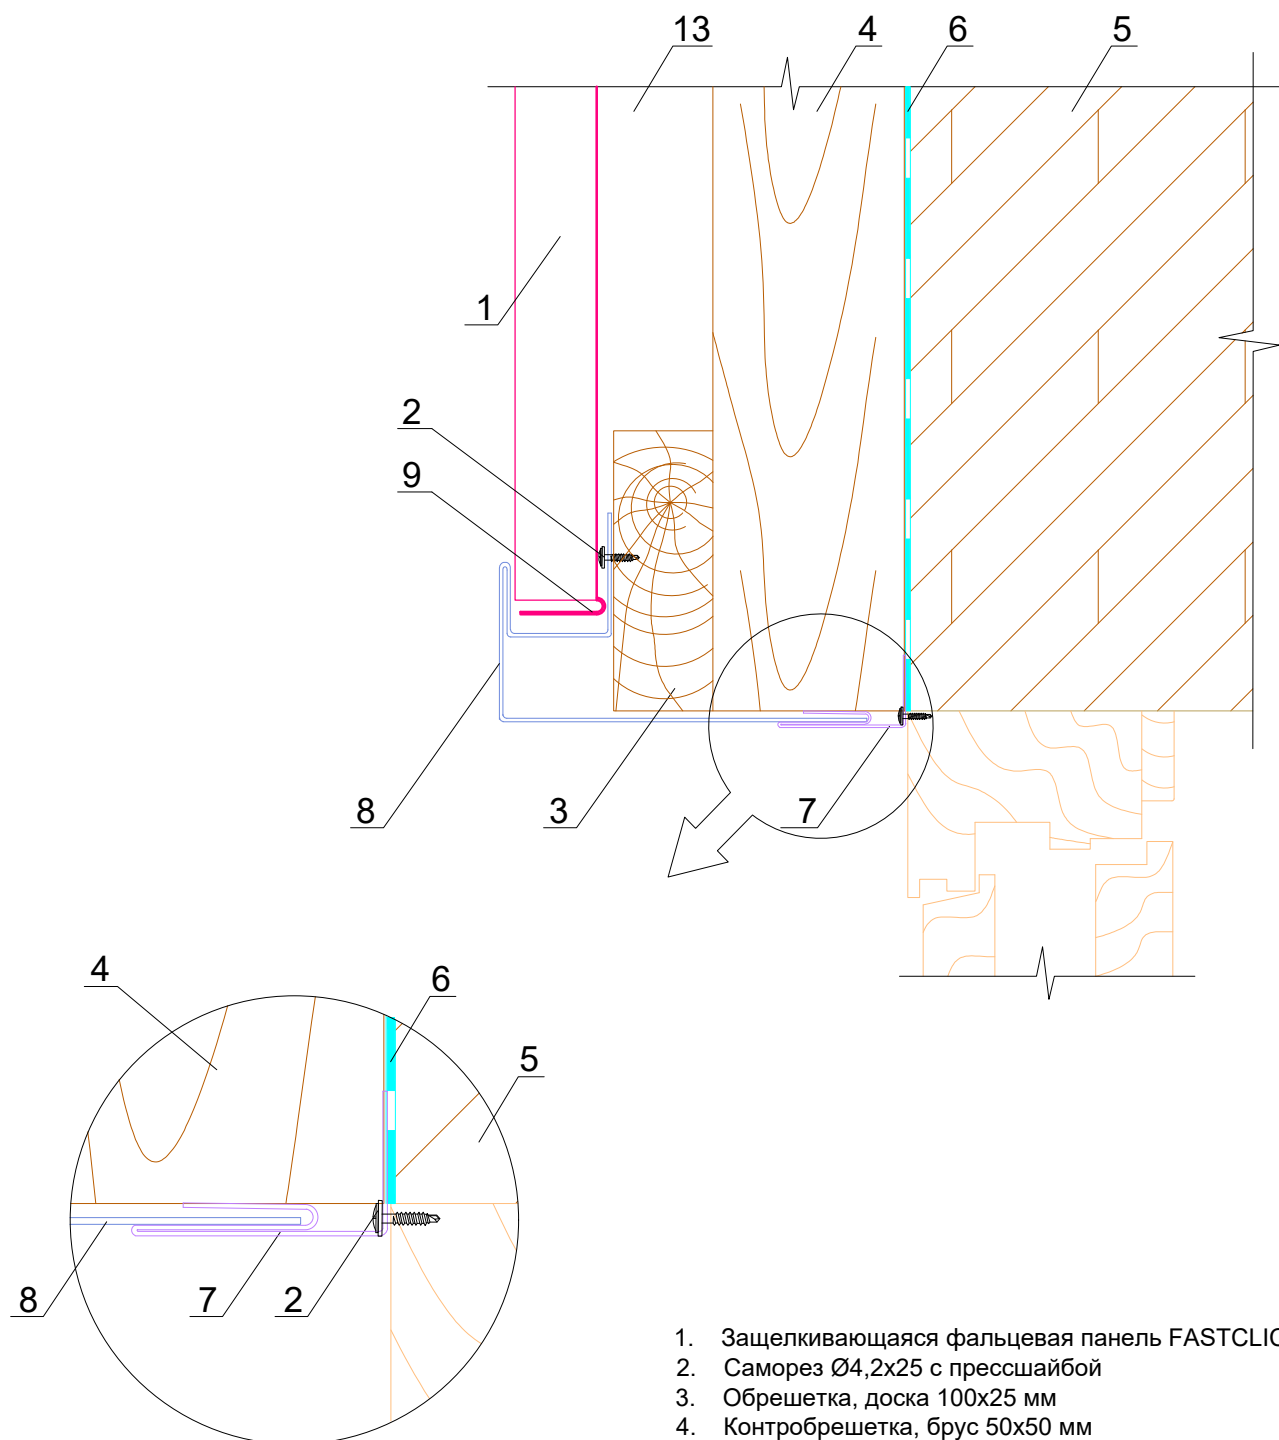 13 4 6 5
1
2
9
8 3 7
4 6
5
8 7 2
1. Защелкивающаяся фальцевая панель FASTCLIC
2. Саморез Ø4,2x25 с прессшайбой
3. Обрешетка, доска 100x25 мм
4. Контробрешетка, брус 50x50 мм